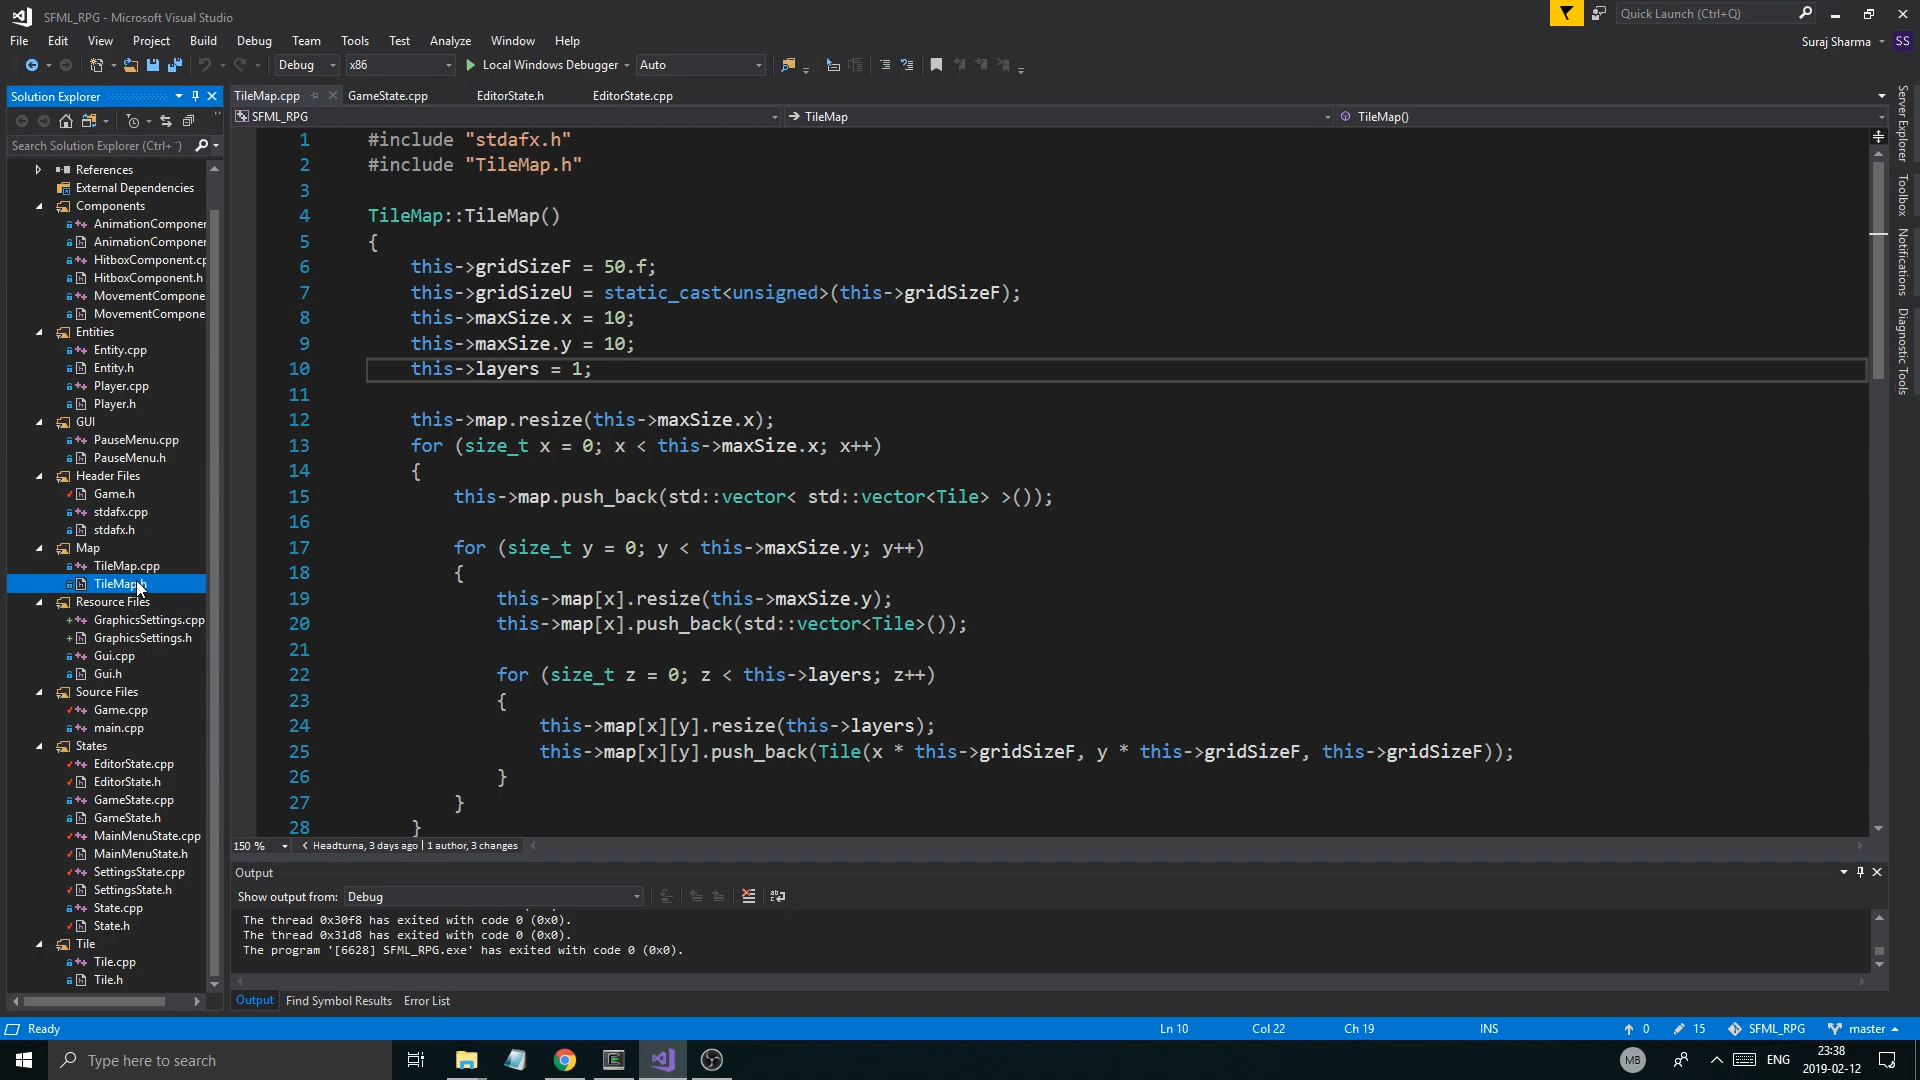 SFML_RPG - Microsoft Visual Studio
Quick Launch (Ctrl+Q)
File Edit View Project Build Debug Team Tools Test Analyze Window Help
Suraj Sharma SS
Debug x86 Local Windows Debugger Auto
Solution Explorer
TileMap.cpp GameState.cpp EditorState.h EditorState.cpp
SFML_RPG TileMap TileMap()
Search Solution Explorer (Ctrl+¨)
References
External Dependencies
Components
AnimationComponen
AnimationComponen
HitboxComponent.cp
HitboxComponent.h
MovementCompone
MovementCompone
Entities
Entity.cpp
Entity.h
Player.cpp
Player.h
GUI
PauseMenu.cpp
PauseMenu.h
Header Files
Game.h
stdafx.cpp
stdafx.h
Map
TileMap.cpp
TileMap.h
Resource Files
GraphicsSettings.cpp
GraphicsSettings.h
Gui.cpp
Gui.h
Source Files
Game.cpp
main.cpp
States
EditorState.cpp
EditorState.h
GameState.cpp
GameState.h
MainMenuState.cpp
MainMenuState.h
SettingsState.cpp
SettingsState.h
State.cpp
State.h
Tile
Tile.cpp
Tile.h
1 #include "stdafx.h"
2 #include "TileMap.h"
3
4 TileMap::TileMap()
5 {
6 this->gridSizeF = 50.f;
7 this->gridSizeU = static_cast<unsigned>(this->gridSizeF);
8 this->maxSize.x = 10;
9 this->maxSize.y = 10;
10 this->layers = 1;
11
12 this->map.resize(this->maxSize.x);
13 for (size_t x = 0; x < this->maxSize.x; x++)
14 {
15 this->map.push_back(std::vector< std::vector<Tile> >());
16
17 for (size_t y = 0; y < this->maxSize.y; y++)
18 {
19 this->map[x].resize(this->maxSize.y);
20 this->map[x].push_back(std::vector<Tile>());
21
22 for (size_t z = 0; z < this->layers; z++)
23 {
24 this->map[x][y].resize(this->layers);
25 this->map[x][y].push_back(Tile(x * this->gridSizeF, y * this->gridSizeF, this->gridSizeF));
26 }
27 }
28 }
150 % Headturna, 3 days ago | 1 author, 3 changes
Output
Show output from: Debug
The thread 0x30f8 has exited with code 0 (0x0).
The thread 0x31d8 has exited with code 0 (0x0).
The program '[6628] SFML_RPG.exe' has exited with code 0 (0x0).
Output Find Symbol Results Error List
Server Explorer
Toolbox
Notifications
Diagnostic Tools
Ready Ln 10 Col 22 Ch 19 INS 0 15 SFML_RPG master
Type here to search
MB ENG
23:38
2019-02-12